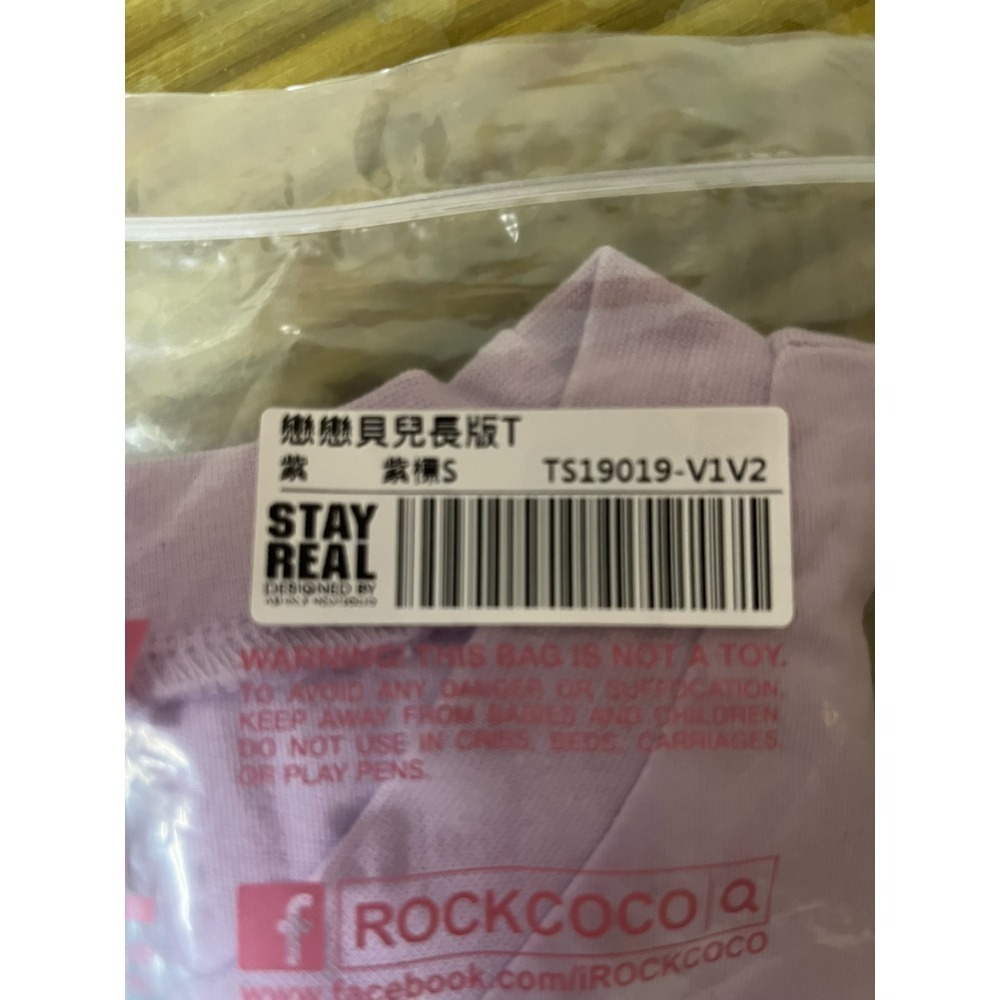 戀戀貝兒長版T
紫 紫標S TS19019-V1V2
STAY
REAL
DESIGNED BY
WARNING! THIS BAG IS NOT A TOY.
TO AVOID ANY DANGER OR SUFFOCATION,
KEEP AWAY FROM BABIES AND CHILDREN
DO NOT USE IN CRIBS, BEDS, CARRIAGES,
OR PLAY PENS.
f ROCKCOCO
www.facebook.com/iROCKCOCO